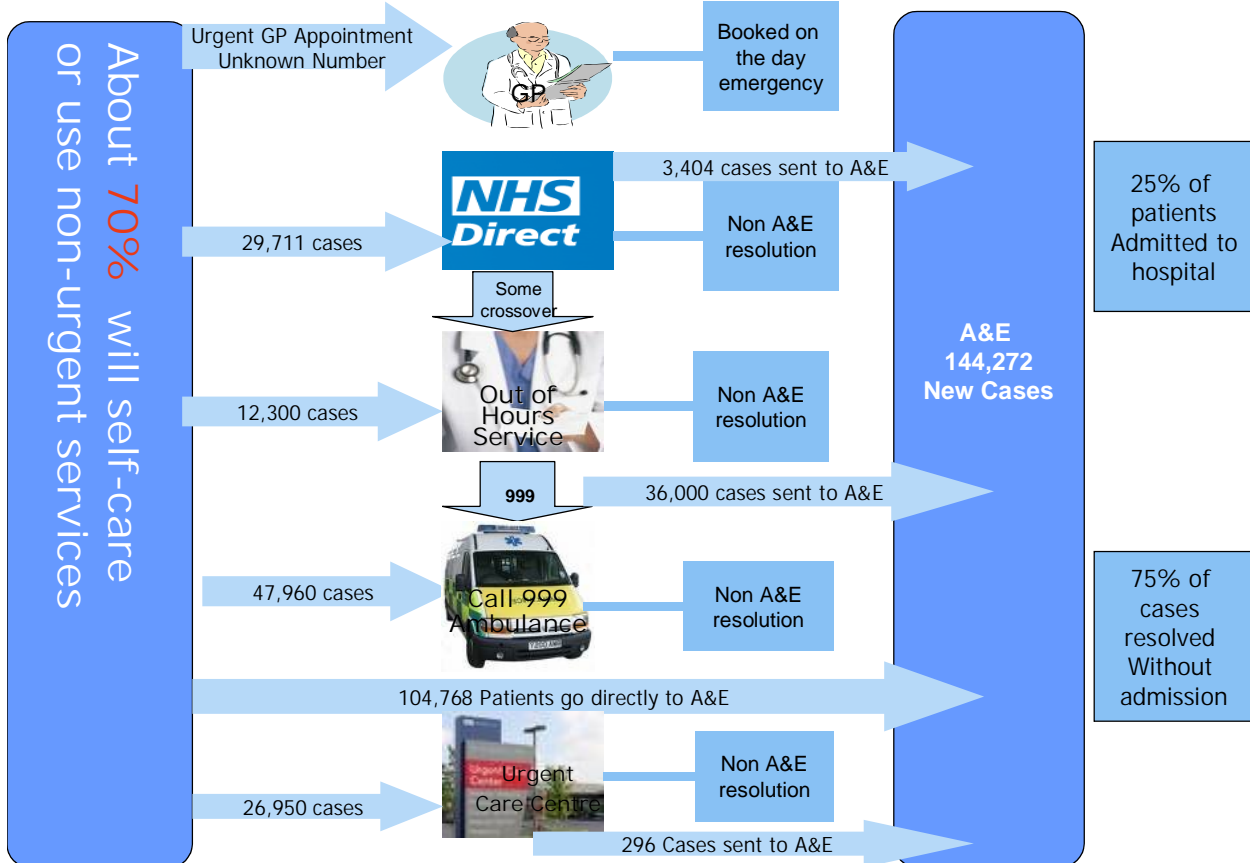 About 70% will self-care
or use non-urgent services
Urgent GP Appointment
Unknown Number
GP
Booked on
the day
emergency
NHS
Direct
3,404 cases sent to A&E
29,711 cases
Non A&E
resolution
Some
crossover
12,300 cases
Out of
Hours
Service
Non A&E
resolution
999
36,000 cases sent to A&E
47,960 cases
Call 999
Ambulance
Non A&E
resolution
104,768 Patients go directly to A&E
26,950 cases
Urgent
Care Centre
Non A&E
resolution
296 Cases sent to A&E
A&E
144,272
New Cases
25% of
patients
Admitted to
hospital
75% of
cases
resolved
Without
admission